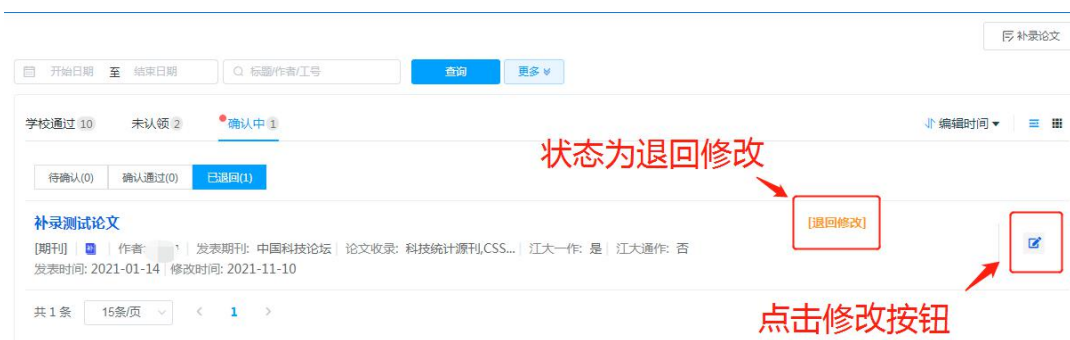 补录论文
开始日期 至 结束日期 标题/作者/工号 查询 更多
学校通过 10 未认领 2 确认中 1 编辑时间
状态为退回修改
待确认(0) 确认通过(0) 已退回(1)
补录测试论文 [退回修改]
[期刊] 作者: 发表期刊: 中国科技论坛 论文收录: 科技统计源刊,CSS... 江大一作: 是 江大通作: 否
发表时间: 2021-01-14 修改时间: 2021-11-10
共 1 条 15条/页 < 1 >
点击修改按钮